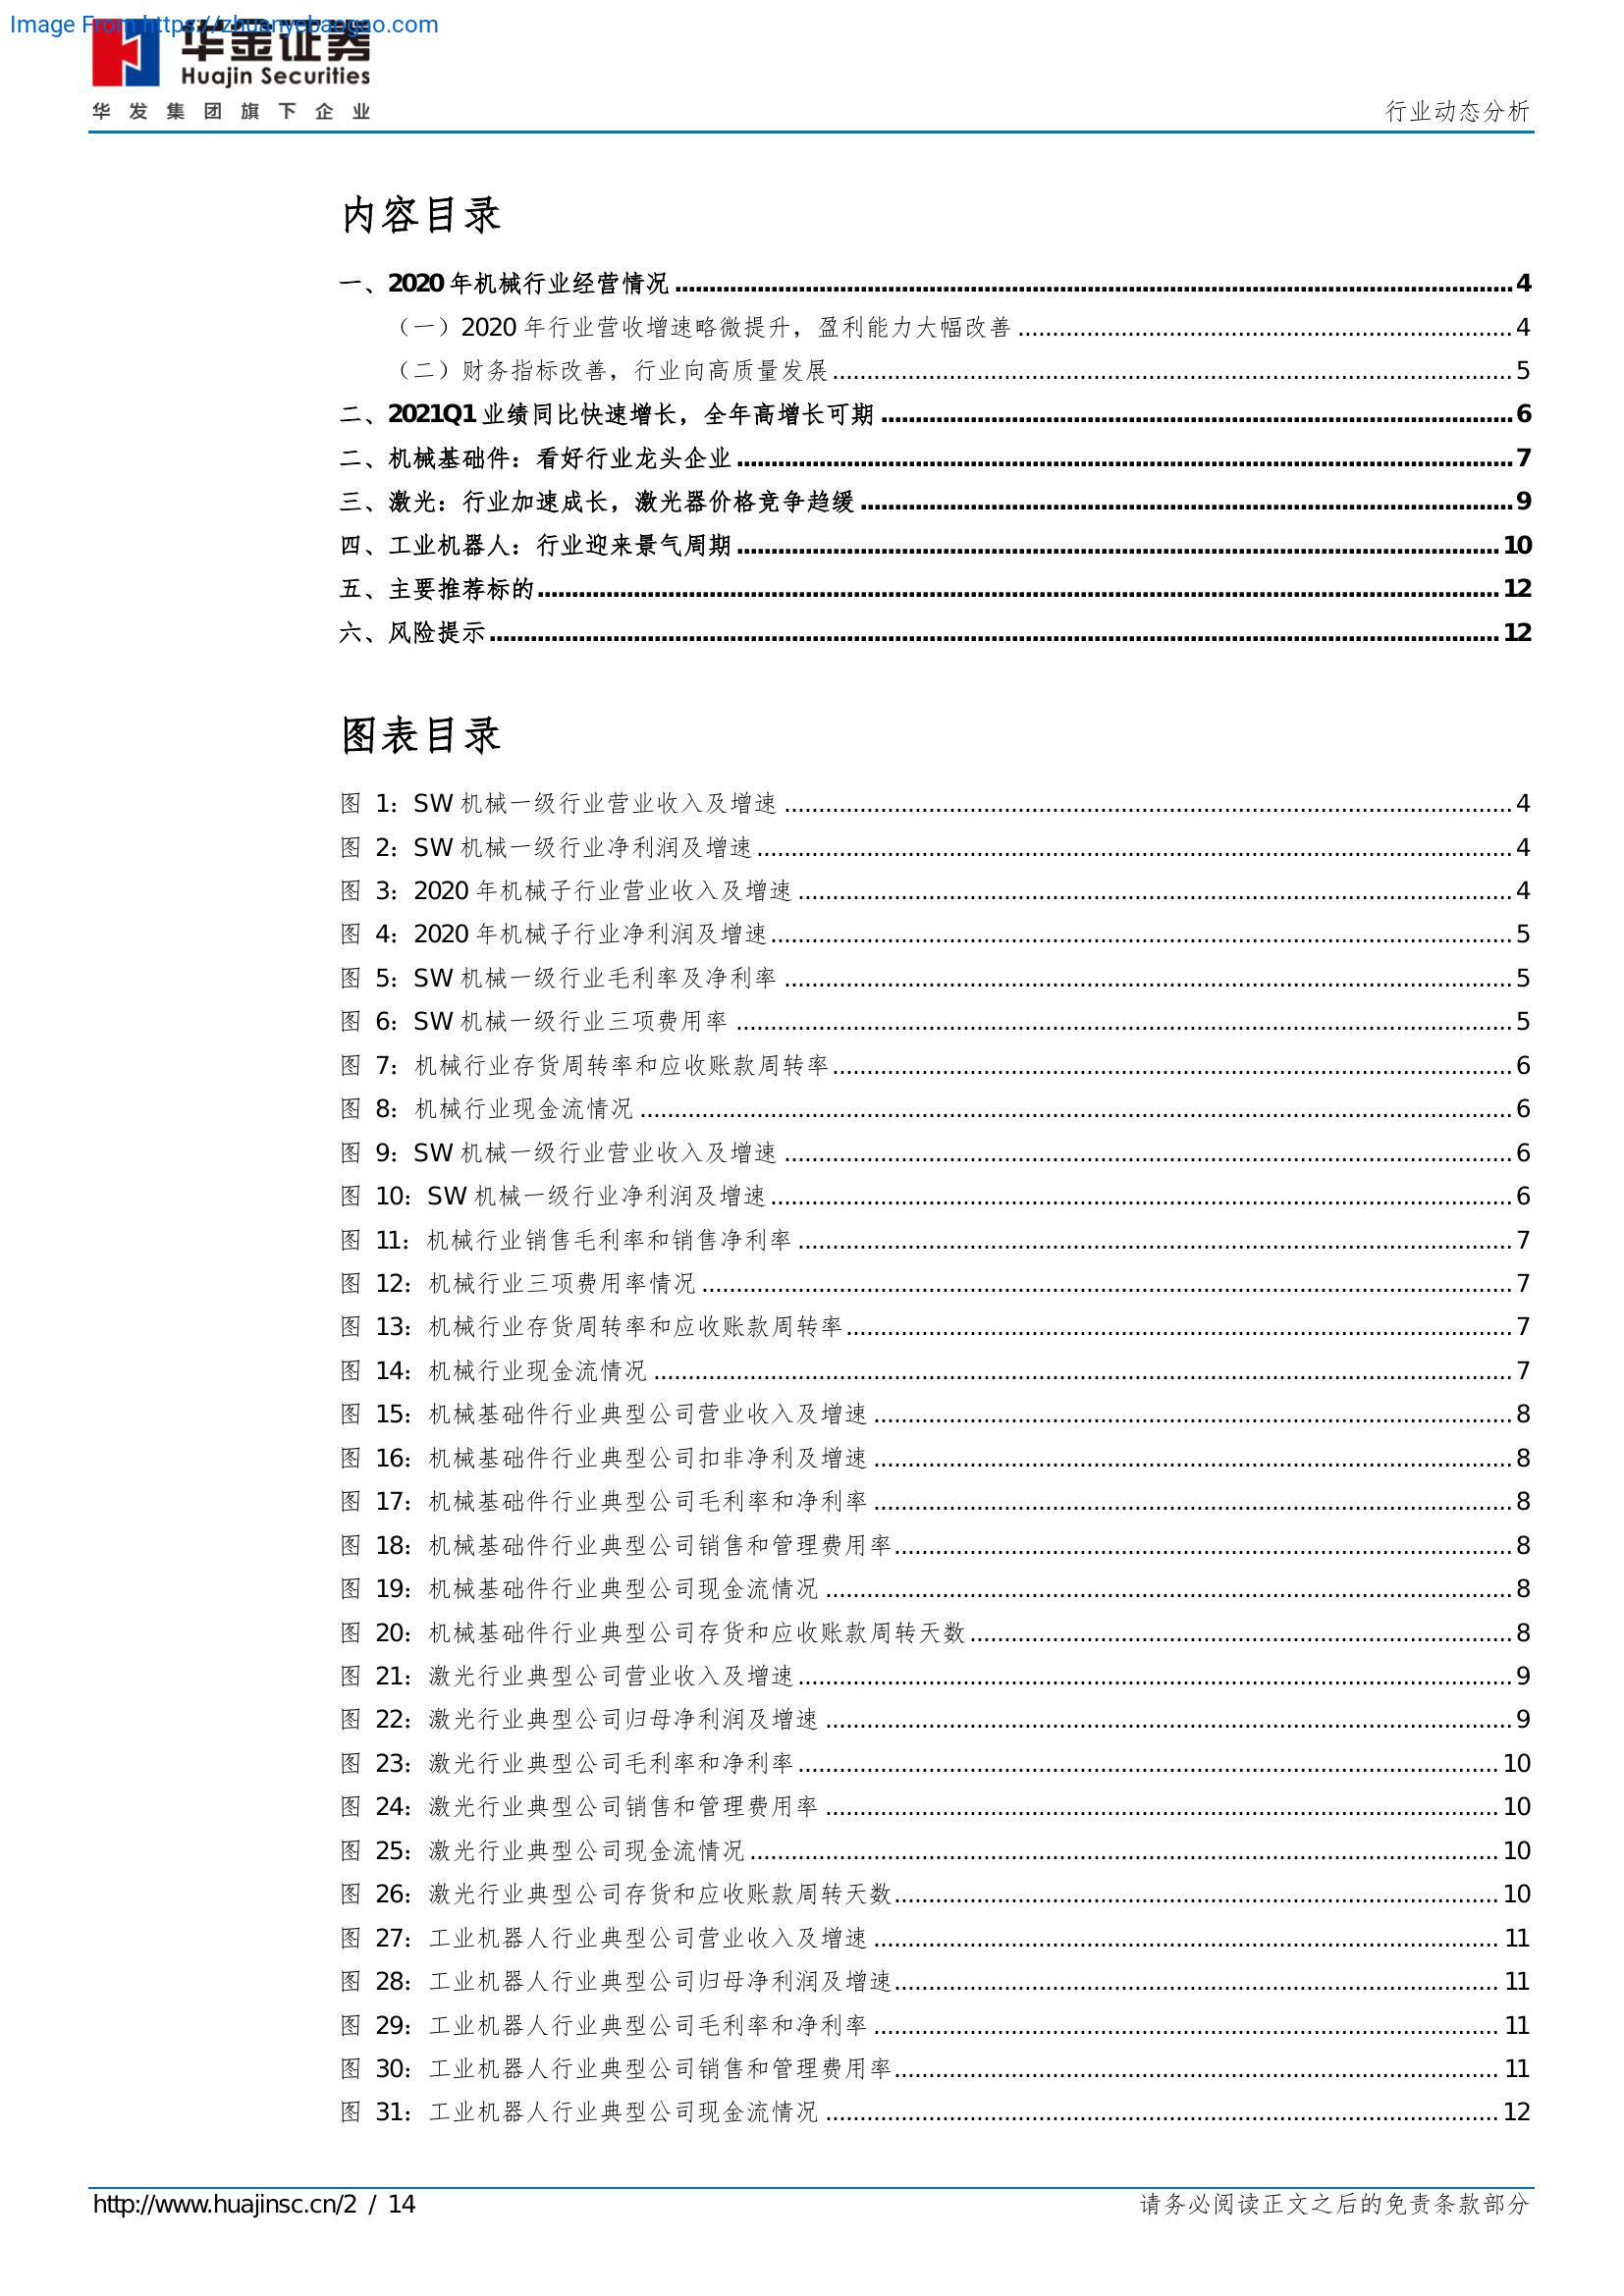 Image From https://zhuanyebaogao.com
华金证券
Huajin Securities
华发集团旗下企业
行业动态分析
内容目录
一、2020 年机械行业经营情况 4
（一）2020 年行业营收增速略微提升，盈利能力大幅改善 4
（二）财务指标改善，行业向高质量发展 5
二、2021Q1 业绩同比快速增长，全年高增长可期 6
二、机械基础件：看好行业龙头企业 7
三、激光：行业加速成长，激光器价格竞争趋缓 9
四、工业机器人：行业迎来景气周期 10
五、主要推荐标的 12
六、风险提示 12
图表目录
图 1：SW 机械一级行业营业收入及增速 4
图 2：SW 机械一级行业净利润及增速 4
图 3：2020 年机械子行业营业收入及增速 4
图 4：2020 年机械子行业净利润及增速 5
图 5：SW 机械一级行业毛利率及净利率 5
图 6：SW 机械一级行业三项费用率 5
图 7：机械行业存货周转率和应收账款周转率 6
图 8：机械行业现金流情况 6
图 9：SW 机械一级行业营业收入及增速 6
图 10：SW 机械一级行业净利润及增速 6
图 11：机械行业销售毛利率和销售净利率 7
图 12：机械行业三项费用率情况 7
图 13：机械行业存货周转率和应收账款周转率 7
图 14：机械行业现金流情况 7
图 15：机械基础件行业典型公司营业收入及增速 8
图 16：机械基础件行业典型公司扣非净利及增速 8
图 17：机械基础件行业典型公司毛利率和净利率 8
图 18：机械基础件行业典型公司销售和管理费用率 8
图 19：机械基础件行业典型公司现金流情况 8
图 20：机械基础件行业典型公司存货和应收账款周转天数 8
图 21：激光行业典型公司营业收入及增速 9
图 22：激光行业典型公司归母净利润及增速 9
图 23：激光行业典型公司毛利率和净利率 10
图 24：激光行业典型公司销售和管理费用率 10
图 25：激光行业典型公司现金流情况 10
图 26：激光行业典型公司存货和应收账款周转天数 10
图 27：工业机器人行业典型公司营业收入及增速 11
图 28：工业机器人行业典型公司归母净利润及增速 11
图 29：工业机器人行业典型公司毛利率和净利率 11
图 30：工业机器人行业典型公司销售和管理费用率 11
图 31：工业机器人行业典型公司现金流情况 12
http://www.huajinsc.cn/2 / 14
请务必阅读正文之后的免责条款部分